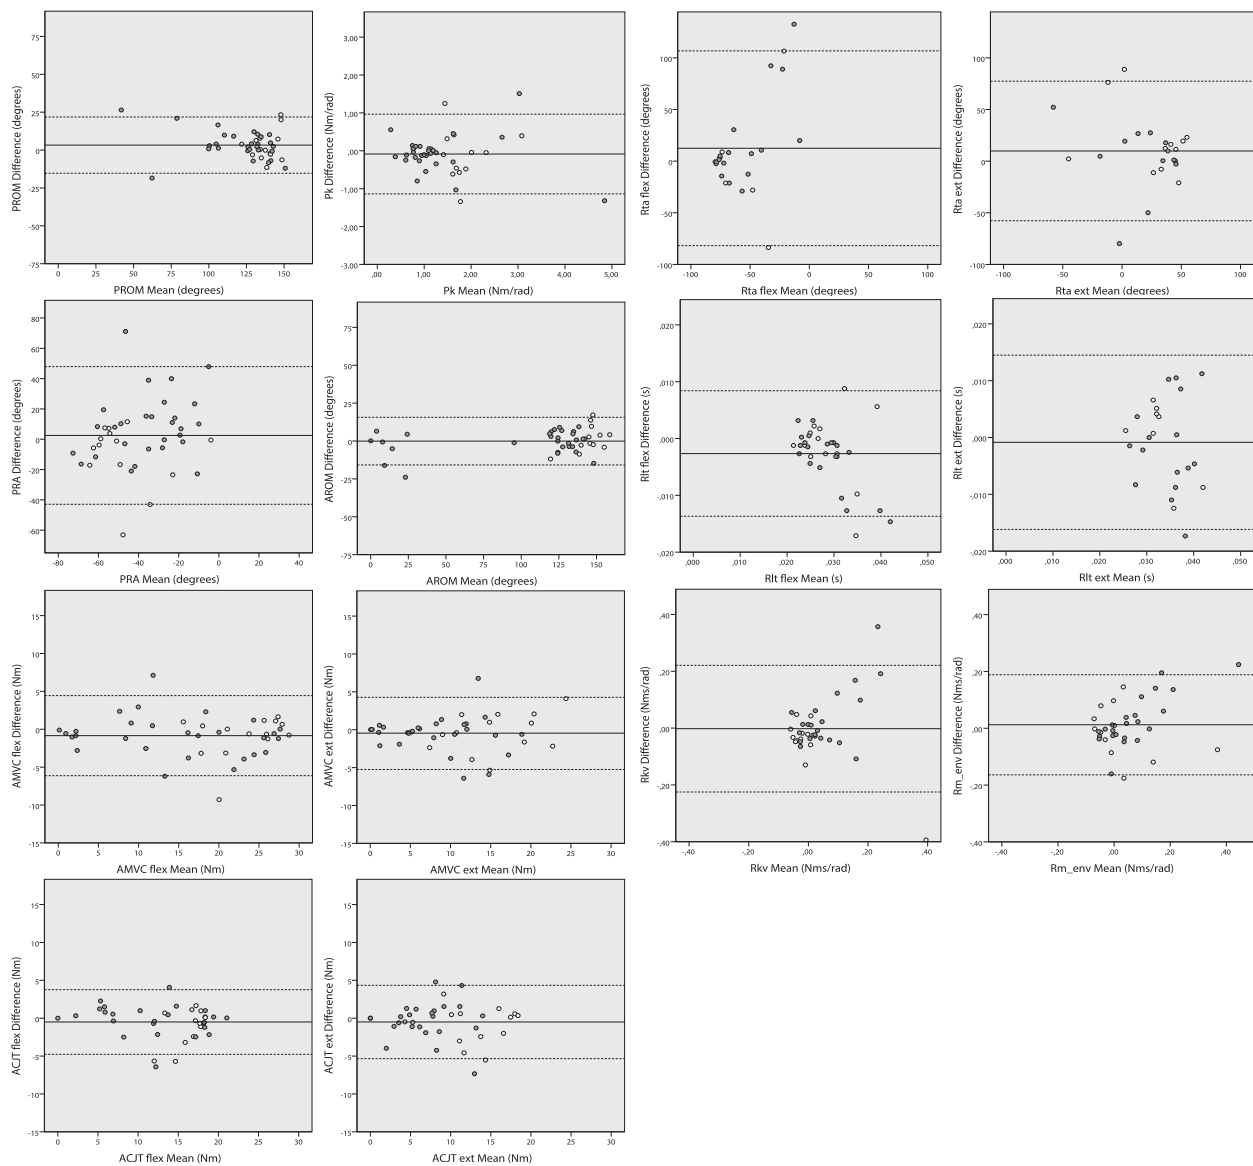 PROM Difference (degrees)
75
50
25
0
-25
-50
-75
0 25 50 75 100 125 150
PROM Mean (degrees)
Pk Difference (Nm/rad)
3,00
2,00
1,00
,00
-1,00
-2,00
-3,00
,00 1,00 2,00 3,00 4,00 5,00
Pk Mean (Nm/rad)
Rta flex Difference (degrees)
100
50
0
-50
-100
-100 -50 0 50 100
Rta flex Mean (degrees)
Rta ext Difference (degrees)
100
50
0
-50
-100
-100 -50 0 50 100
Rta ext Mean (degrees)
PRA Difference (degrees)
80
60
40
20
0
-20
-40
-60
-80 -60 -40 -20 0 20 40
PRA Mean (degrees)
AROM Difference (degrees)
75
50
25
0
-25
-50
-75
0 25 50 75 100 125 150
AROM Mean (degrees)
Rlt flex Difference (s)
,020
,010
,000
-,010
-,020
,000 ,010 ,020 ,030 ,040 ,050
Rlt flex Mean (s)
Rlt ext Difference (s)
,020
,010
,000
-,010
-,020
,000 ,010 ,020 ,030 ,040 ,050
Rlt ext Mean (s)
AMVC flex Difference (Nm)
15
10
5
0
-5
-10
-15
0 5 10 15 20 25 30
AMVC flex Mean (Nm)
AMVC ext Difference (Nm)
15
10
5
0
-5
-10
-15
0 5 10 15 20 25 30
AMVC ext Mean (Nm)
Rkv Difference (Nms/rad)
,40
,20
,00
-,20
-,40
-,40 -,20 ,00 ,20 ,40
Rkv Mean (Nms/rad)
Rm_env Difference (Nms/rad)
,40
,20
,00
-,20
-,40
-,40 -,20 ,00 ,20 ,40
Rm_env Mean (Nms/rad)
ACJT flex Difference (Nm)
15
10
5
0
-5
-10
-15
0 5 10 15 20 25 30
ACJT flex Mean (Nm)
ACJT ext Difference (Nm)
15
10
5
0
-5
-10
-15
0 5 10 15 20 25 30
ACJT ext Mean (Nm)